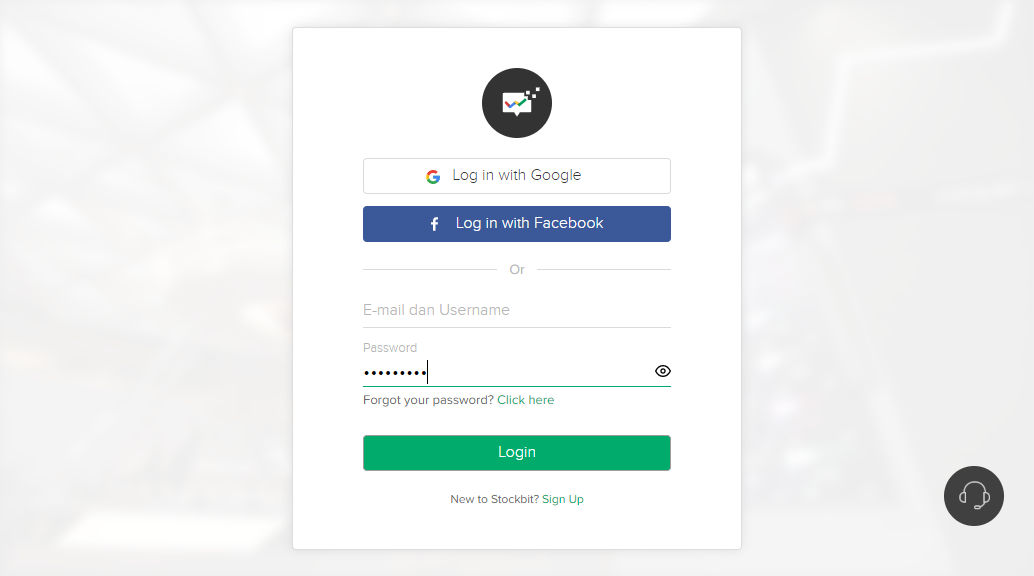 Log in with Google
Log in with Facebook
Or
E-mail dan Username
Password
•••••••••
Forgot your password? Click here
Login
New to Stockbit? Sign Up